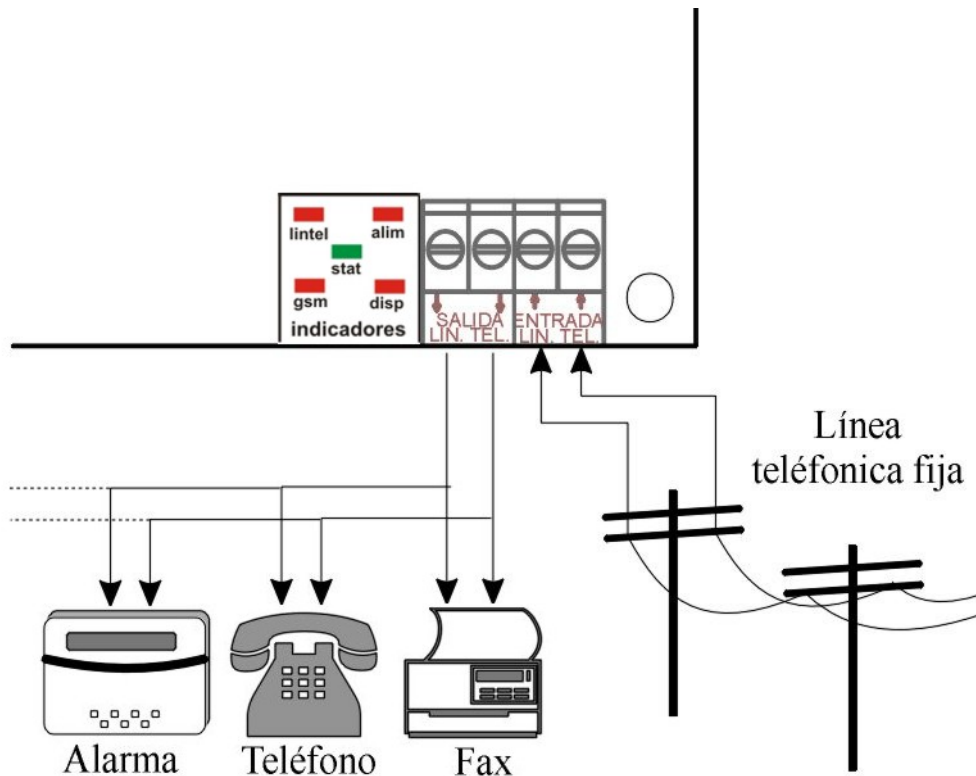 lintel alim
stat
gsm disp
indicadores
SALIDA ENTRADA
LIN. TEL. LIN. TEL.
Línea
teléfonica fija
Alarma Teléfono Fax